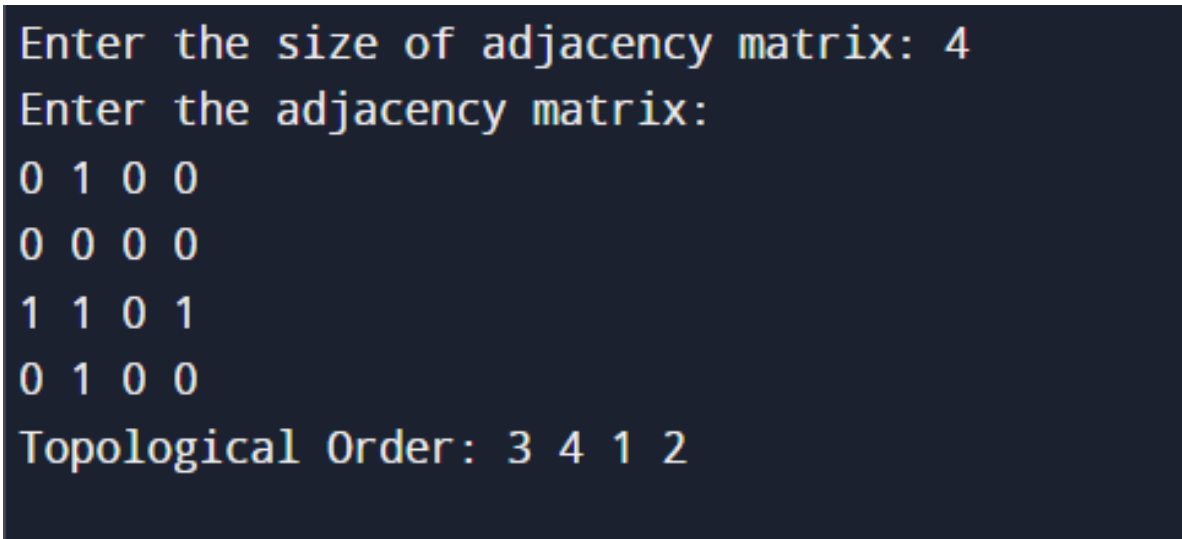 Enter the size of adjacency matrix: 4
Enter the adjacency matrix:
0 1 0 0
0 0 0 0
1 1 0 1
0 1 0 0
Topological Order: 3 4 1 2